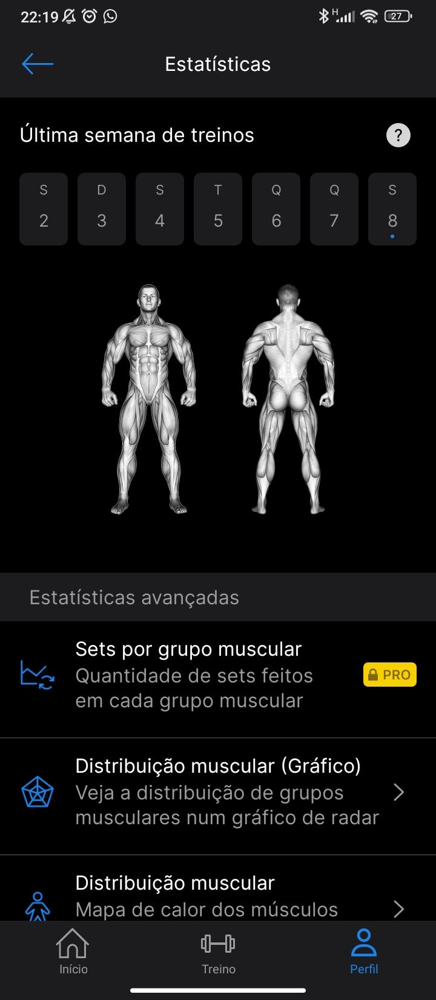 22:19
H
27
Estatísticas
Última semana de treinos
?
S D S T Q Q S
2 3 4 5 6 7 8
Estatísticas avançadas
Sets por grupo muscular
Quantidade de sets feitos
em cada grupo muscular
PRO
Distribuição muscular (Gráfico)
Veja a distribuição de grupos
musculares num gráfico de radar
Distribuição muscular
Mapa de calor dos músculos
Início
Treino
Perfil